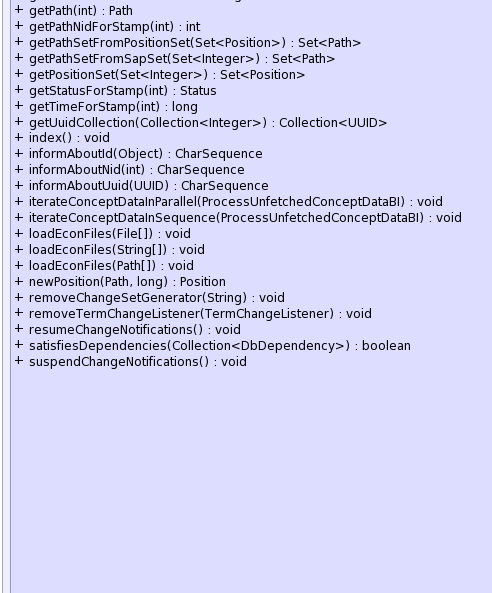 + getPath(int) : Path
+ getPathNidForStamp(int) : int
+ getPathSetFromPositionSet(Set<Position>) : Set<Path>
+ getPathSetFromSapSet(Set<Integer>) : Set<Path>
+ getPositionSet(Set<Integer>) : Set<Position>
+ getStatusForStamp(int) : Status
+ getTimeForStamp(int) : long
+ getUuidCollection(Collection<Integer>) : Collection<UUID>
+ index() : void
+ informAboutId(Object) : CharSequence
+ informAboutNid(int) : CharSequence
+ informAboutUuid(UUID) : CharSequence
+ iterateConceptDataInParallel(ProcessUnfetchedConceptDataBI) : void
+ iterateConceptDataInSequence(ProcessUnfetchedConceptDataBI) : void
+ loadEconFiles(File[]) : void
+ loadEconFiles(String[]) : void
+ loadEconFiles(Path[]) : void
+ newPosition(Path, long) : Position
+ removeChangeSetGenerator(String) : void
+ removeTermChangeListener(TermChangeListener) : void
+ resumeChangeNotifications() : void
+ satisfiesDependencies(Collection<DbDependency>) : boolean
+ suspendChangeNotifications() : void